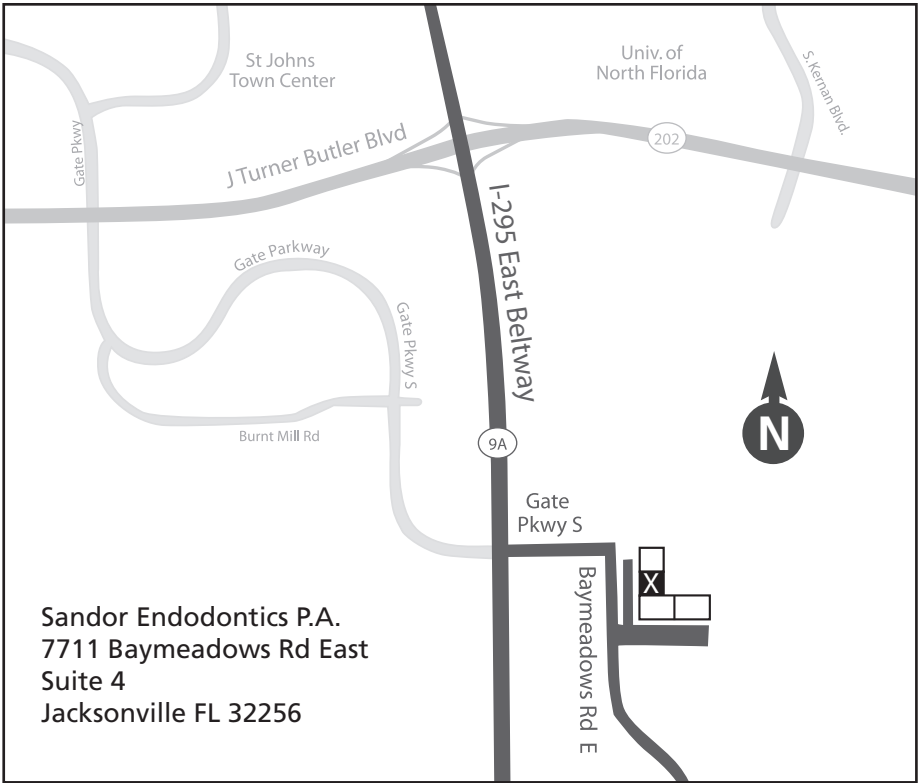 St Johns
Town Center
Univ. of
North Florida
S. Kernan Blvd.
Gate Pkwy
J Turner Butler Blvd
202
I-295 East Beltway
Gate Parkway
Gate Pkwy S
Burnt Mill Rd
9A
N
Gate
Pkwy S
X
Baymeadows Rd E
Sandor Endodontics P.A.
7711 Baymeadows Rd East
Suite 4
Jacksonville FL 32256